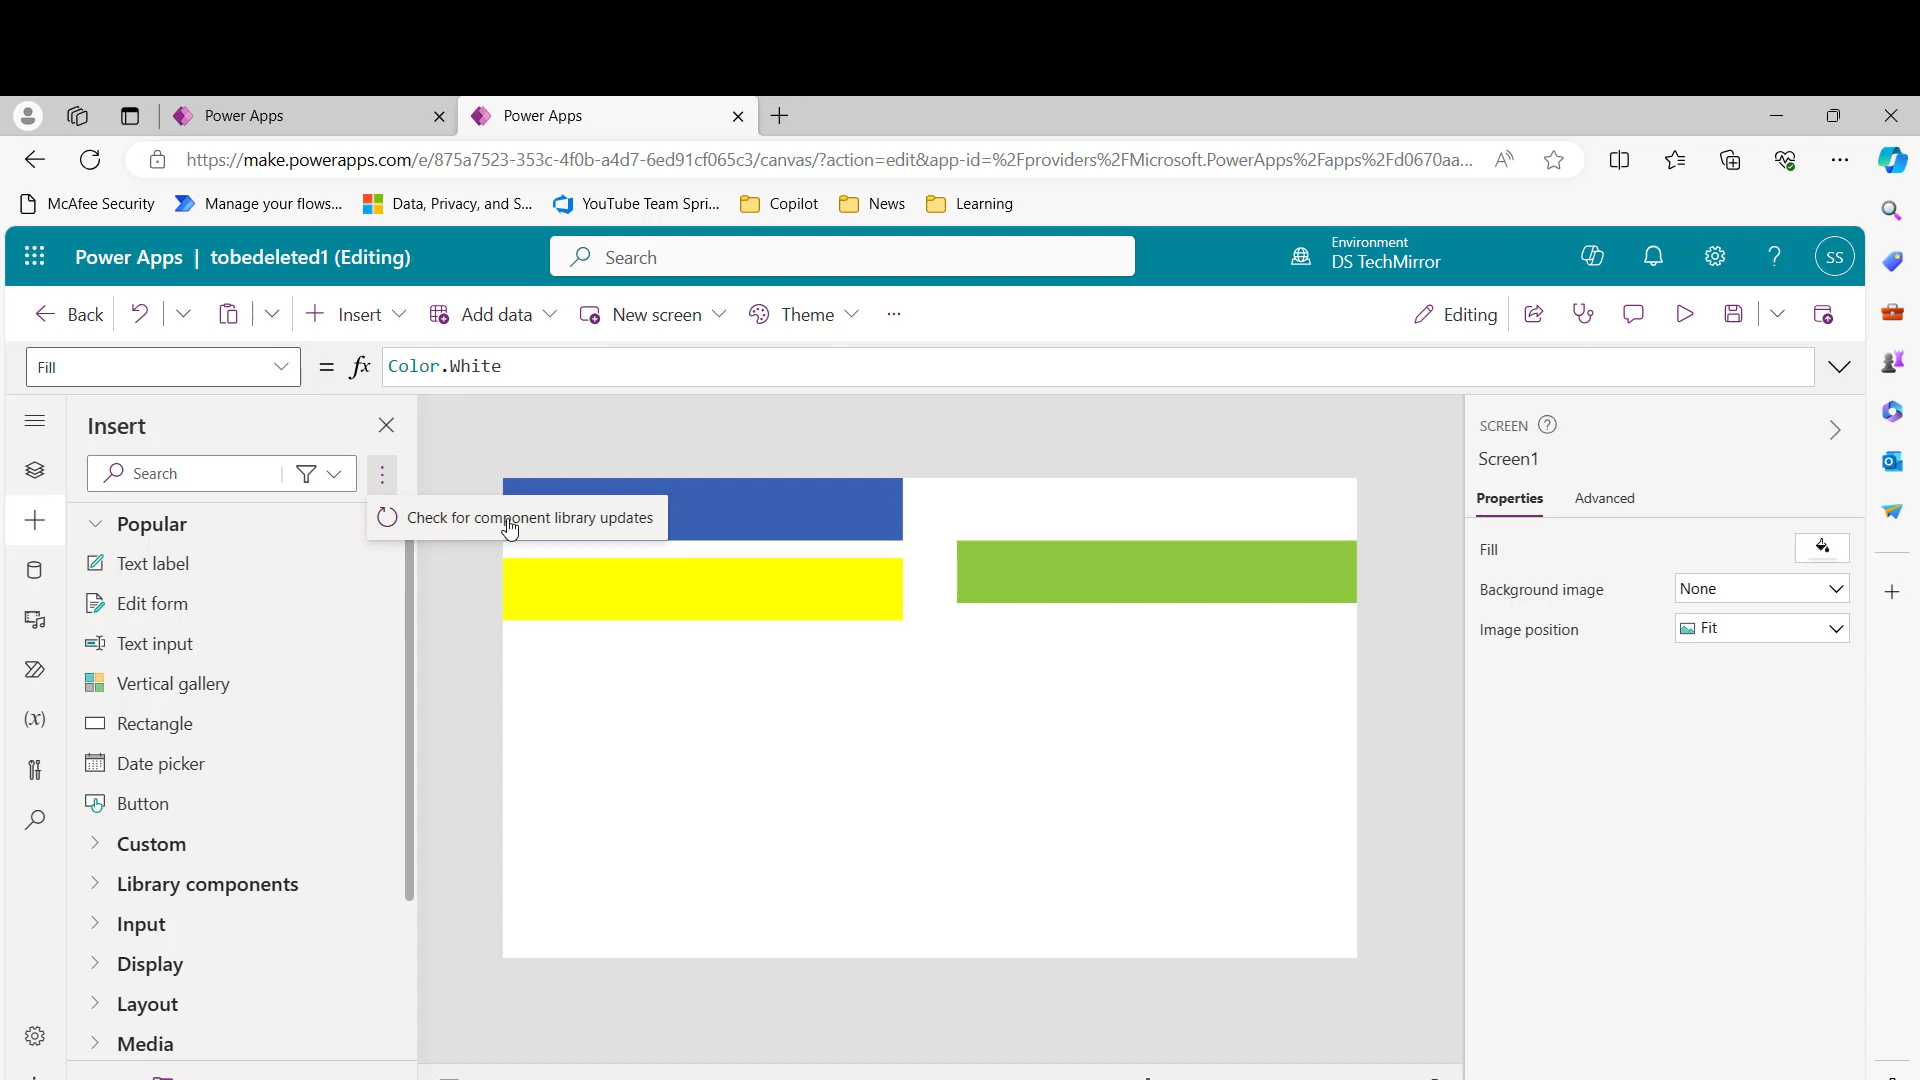 Power Apps
Power Apps
https://make.powerapps.com/e/875a7523-353c-4f0b-a4d7-6ed91cf065c3/canvas/?action=edit&app-id=%2Fproviders%2FMicrosoft.PowerApps%2Fapps%2Fd0670aa...
McAfee Security
Manage your flows...
Data, Privacy, and S...
YouTube Team Spri...
Copilot
News
Learning
Power Apps | tobedeleted1 (Editing)
Search
Environment
DS TechMirror
SS
Back
Insert
Add data
New screen
Theme
Editing
Fill
= fx
Color.White
Insert
Search
Check for component library updates
Popular
Text label
Edit form
Text input
Vertical gallery
Rectangle
Date picker
Button
Custom
Library components
Input
Display
Layout
Media
SCREEN
Screen1
Properties
Advanced
Fill
Background image
None
Image position
Fit